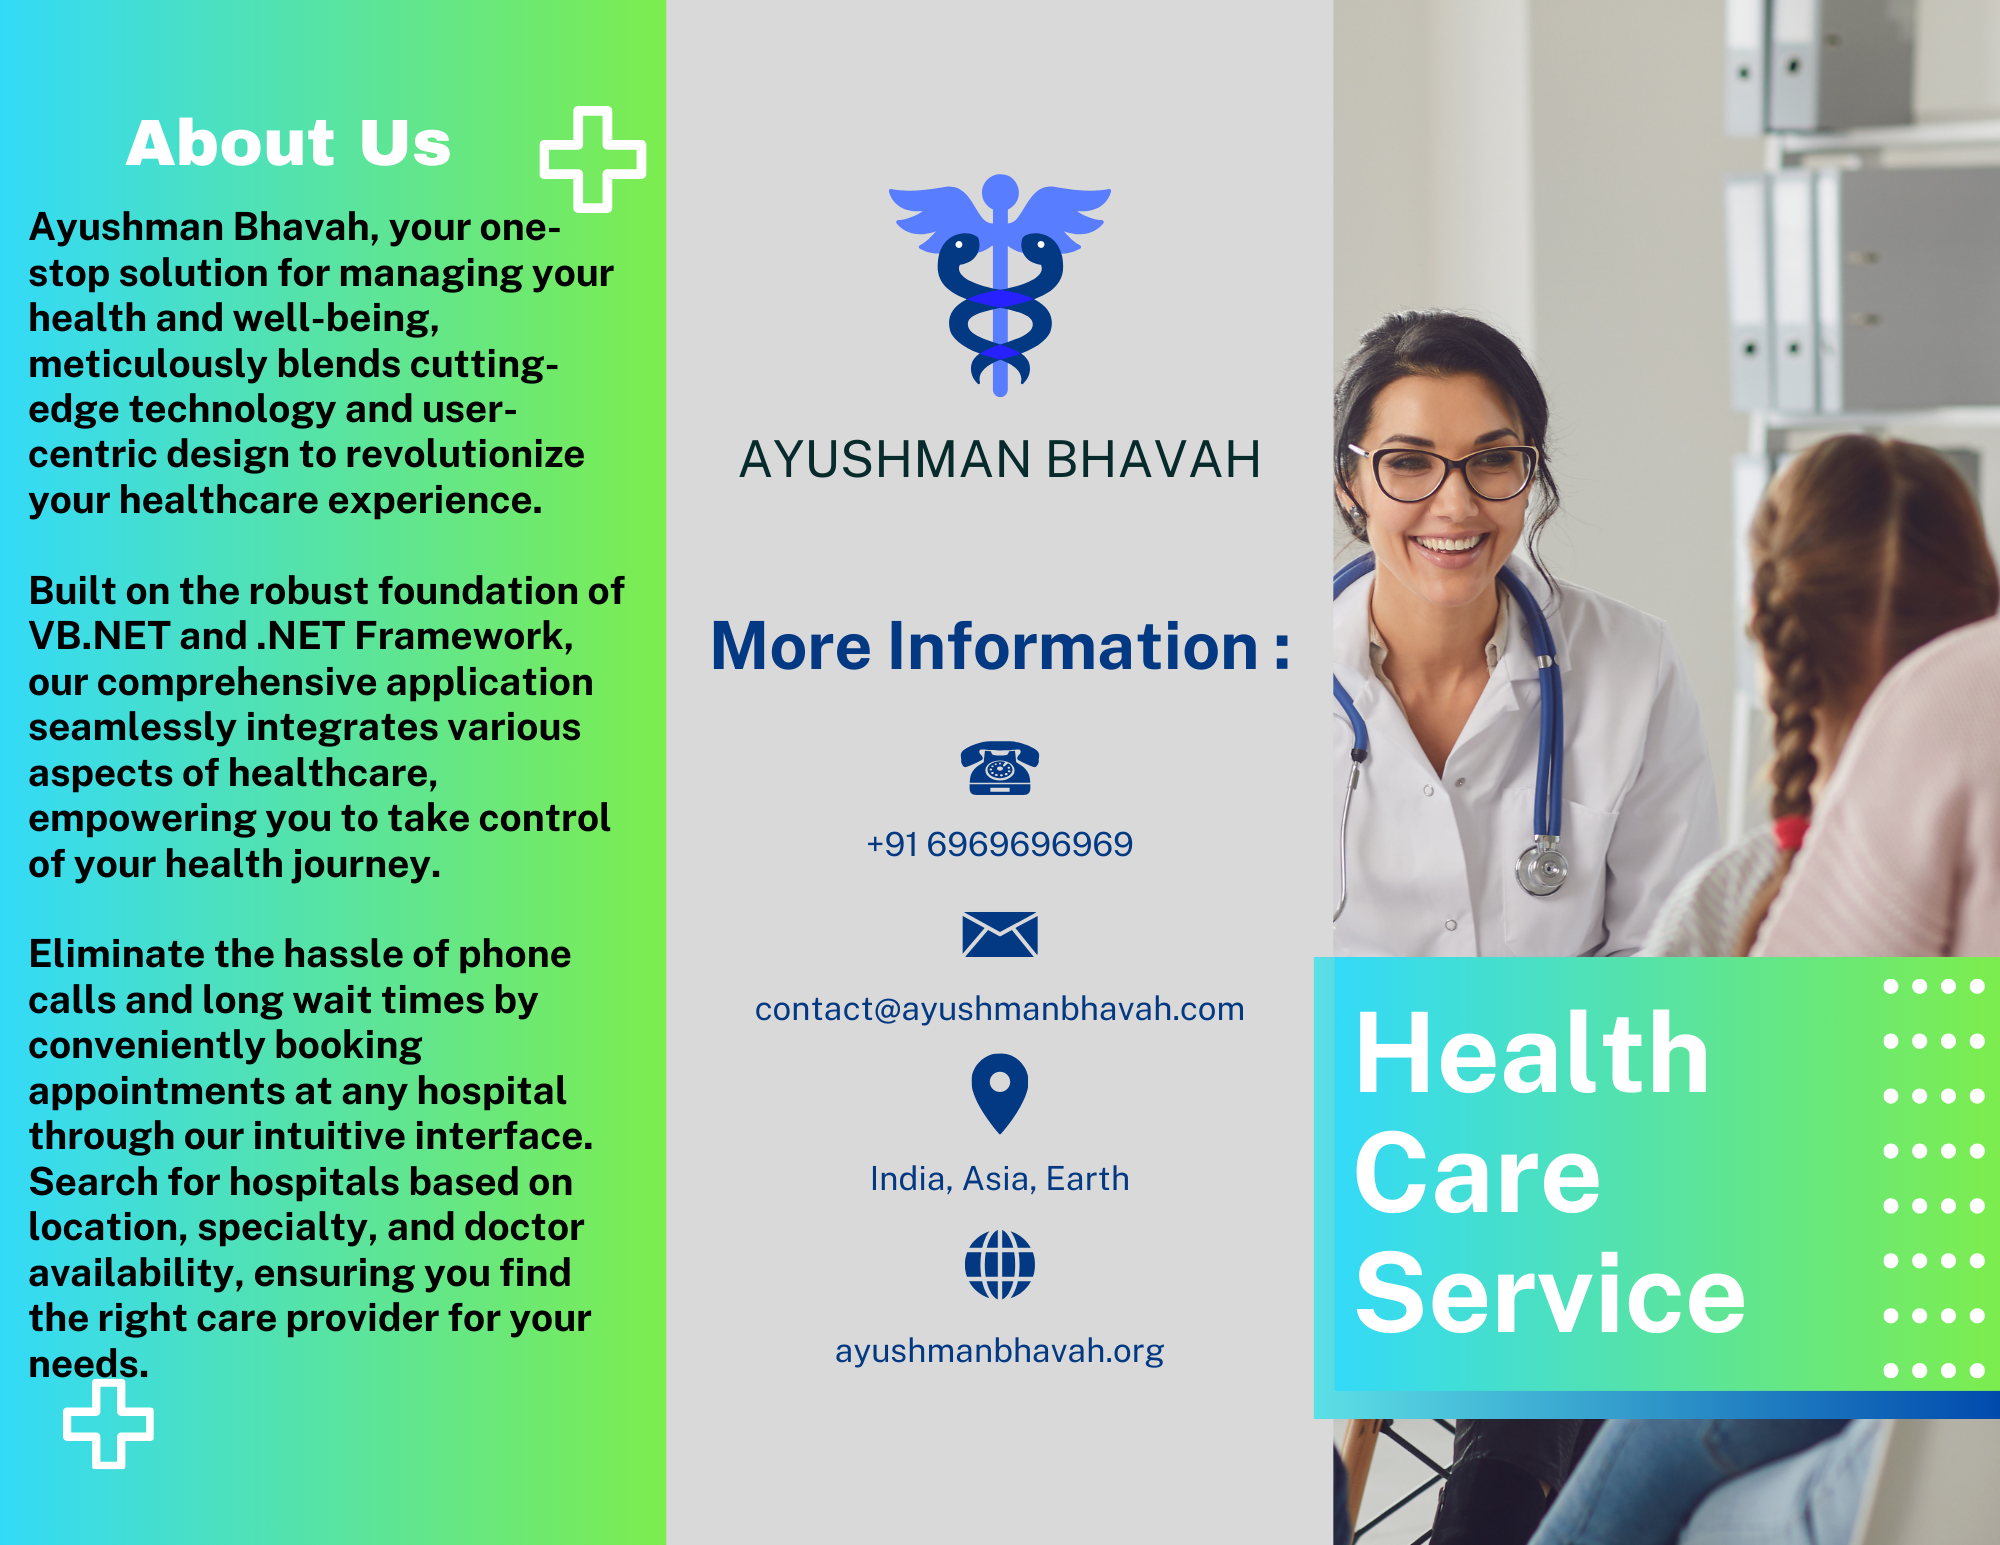 About Us
Ayushman Bhavah, your one-
stop solution for managing your
health and well-being,
meticulously blends cutting-
edge technology and user-
centric design to revolutionize
your healthcare experience.
Built on the robust foundation of
VB.NET and .NET Framework,
our comprehensive application
seamlessly integrates various
aspects of healthcare,
empowering you to take control
of your health journey.
Eliminate the hassle of phone
calls and long wait times by
conveniently booking
appointments at any hospital
through our intuitive interface.
Search for hospitals based on
location, specialty, and doctor
availability, ensuring you find
the right care provider for your
needs.
AYUSHMAN BHAVAH
More Information :
+91 6969696969
contact@ayushmanbhavah.com
India, Asia, Earth
ayushmanbhavah.org
Health
Care
Service